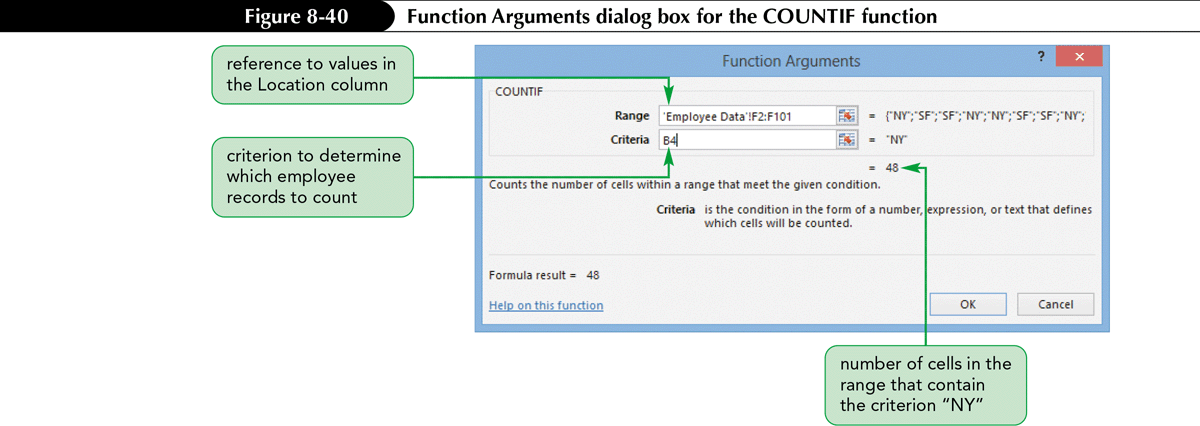 Figure 8-40 Function Arguments dialog box for the COUNTIF function
reference to values in
the Location column
criterion to determine
which employee
records to count
Function Arguments
?
COUNTIF
Range 'Employee Data'!F2:F101 = {"NY";"SF";"SF";"NY";"NY";"SF";"SF";"NY";
Criteria B4 = "NY"
= 48
Counts the number of cells within a range that meet the given condition.
Criteria is the condition in the form of a number, expression, or text that defines
which cells will be counted.
Formula result = 48
Help on this function
OK Cancel
number of cells in the
range that contain
the criterion “NY”